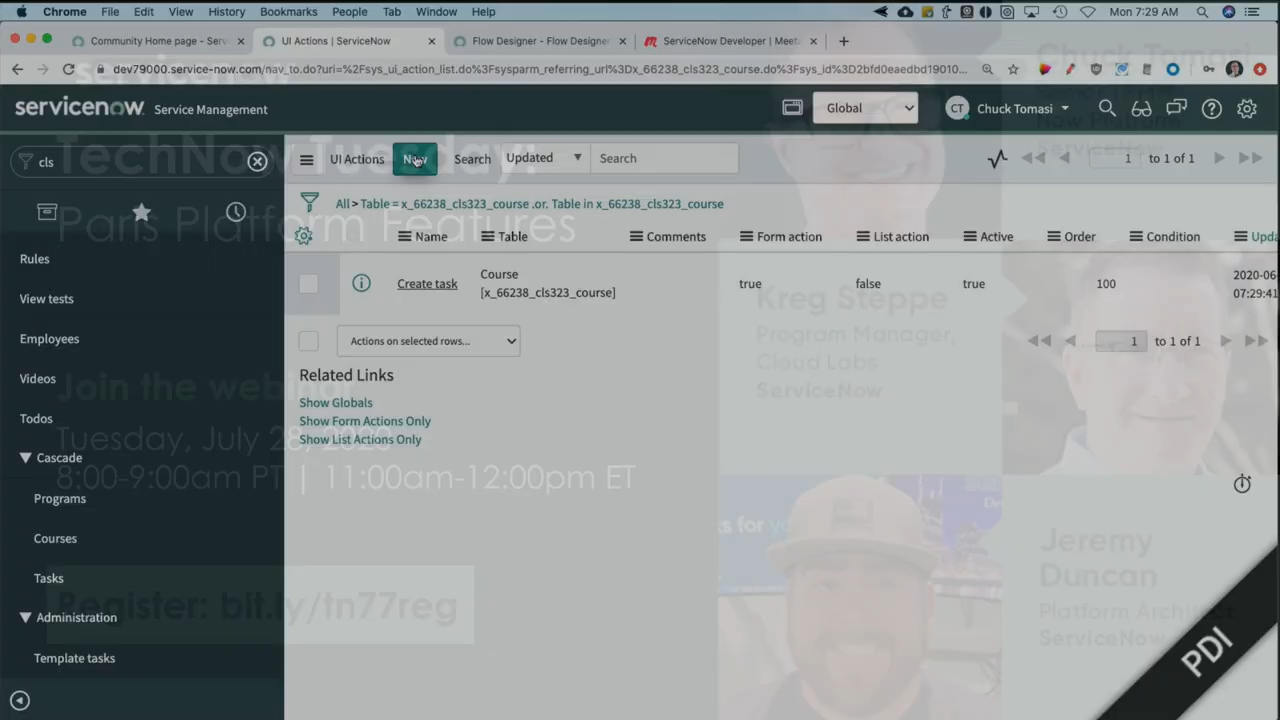 Chrome File Edit View History Bookmarks People Tab Window Help Mon 7:29 AM
Community Home page - Serv UI Actions | ServiceNow Flow Designer - Flow Designer ServiceNow Developer | Meet
dev79000.service-now.com/nav_to.do?uri=%2Fsys_ui_action_list.do%3Fsysparm_referring_url%3Dx_66238_cls323_course.do%3Fsys_id%3D2bfd0eaedbd19010...
servicenow Service Management Global CT Chuck Tomasi
servicenow
Chuck Tomasi
Now Platform
cls UI Actions New Search Updated Search 1 to 1 of 1
TechNow Tuesday:
Paris Platform Features
All > Table = x_66238_cls323_course .or. Table in x_66238_cls323_course
Name Table Comments Form action List action Active Order Condition Upda
Create task Course [x_66238_cls323_course] true false true 100 2020-06 07:29:41
Actions on selected rows... 1 to 1 of 1
Related Links
Show Globals
Show Form Actions Only
Show List Actions Only
Rules
View tests
Employees
Videos
Todos
Cascade
Programs
Courses
Tasks
Administration
Template tasks
Kreg Steppe
Program Manager,
Cloud Labs
ServiceNow
Join the webinar
Tuesday, July 28, 2020
8:00-9:00am PT | 11:00am-12:00pm ET
Register: bit.ly/tn77reg
Jeremy
Duncan
Platform Architect
ServiceNow
PDI